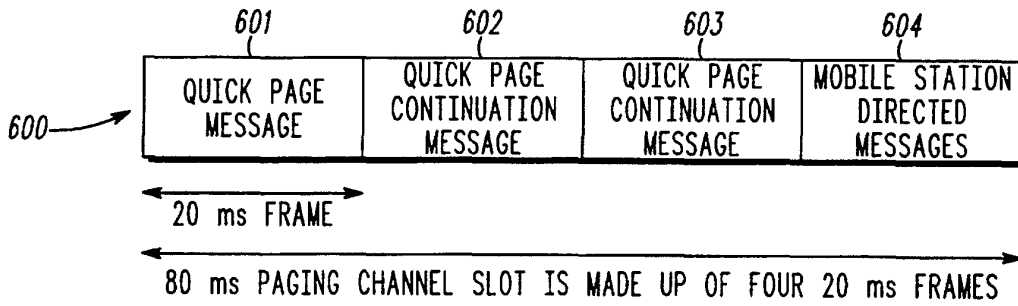 601 602 603 604
600
QUICK PAGE
MESSAGE
QUICK PAGE
CONTINUATION
MESSAGE
QUICK PAGE
CONTINUATION
MESSAGE
MOBILE STATION
DIRECTED
MESSAGES
20 ms FRAME
80 ms PAGING CHANNEL SLOT IS MADE UP OF FOUR 20 ms FRAMES